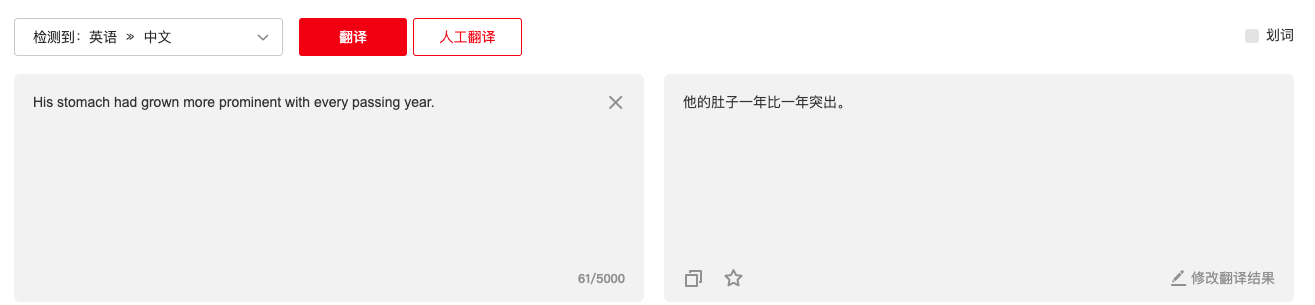 检测到：英语 » 中文
翻译
人工翻译
划词
His stomach had grown more prominent with every passing year.
他的肚子一年比一年突出。
61/5000
修改翻译结果